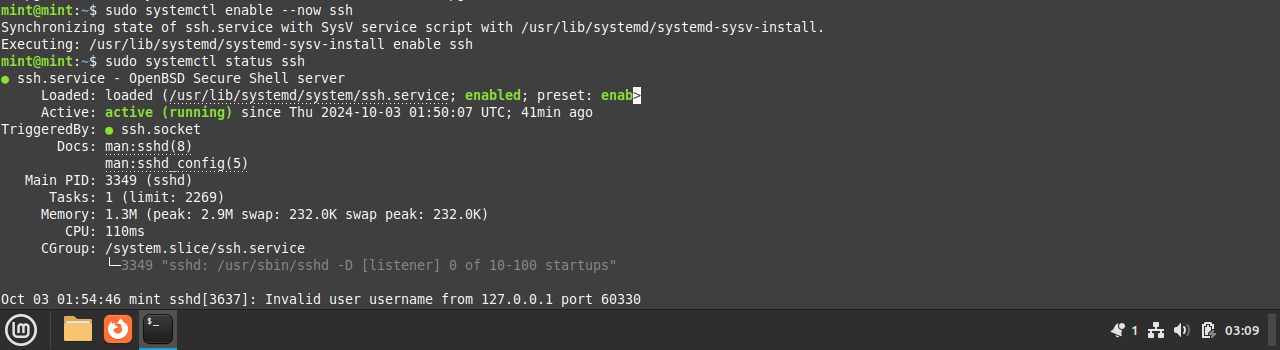 mint@mint:~$ sudo systemctl enable --now ssh
Synchronizing state of ssh.service with SysV service script with /usr/lib/systemd/systemd-sysv-install.
Executing: /usr/lib/systemd/systemd-sysv-install enable ssh
mint@mint:~$ sudo systemctl status ssh
● ssh.service - OpenBSD Secure Shell server
     Loaded: loaded (/usr/lib/systemd/system/ssh.service; enabled; preset: enab>
     Active: active (running) since Thu 2024-10-03 01:50:07 UTC; 41min ago
TriggeredBy: ● ssh.socket
       Docs: man:sshd(8)
             man:sshd_config(5)
   Main PID: 3349 (sshd)
      Tasks: 1 (limit: 2269)
     Memory: 1.3M (peak: 2.9M swap: 232.0K swap peak: 232.0K)
        CPU: 110ms
     CGroup: /system.slice/ssh.service
             └─3349 "sshd: /usr/sbin/sshd -D [listener] 0 of 10-100 startups"
Oct 03 01:54:46 mint sshd[3637]: Invalid user username from 127.0.0.1 port 60330
$_ 1 03:09